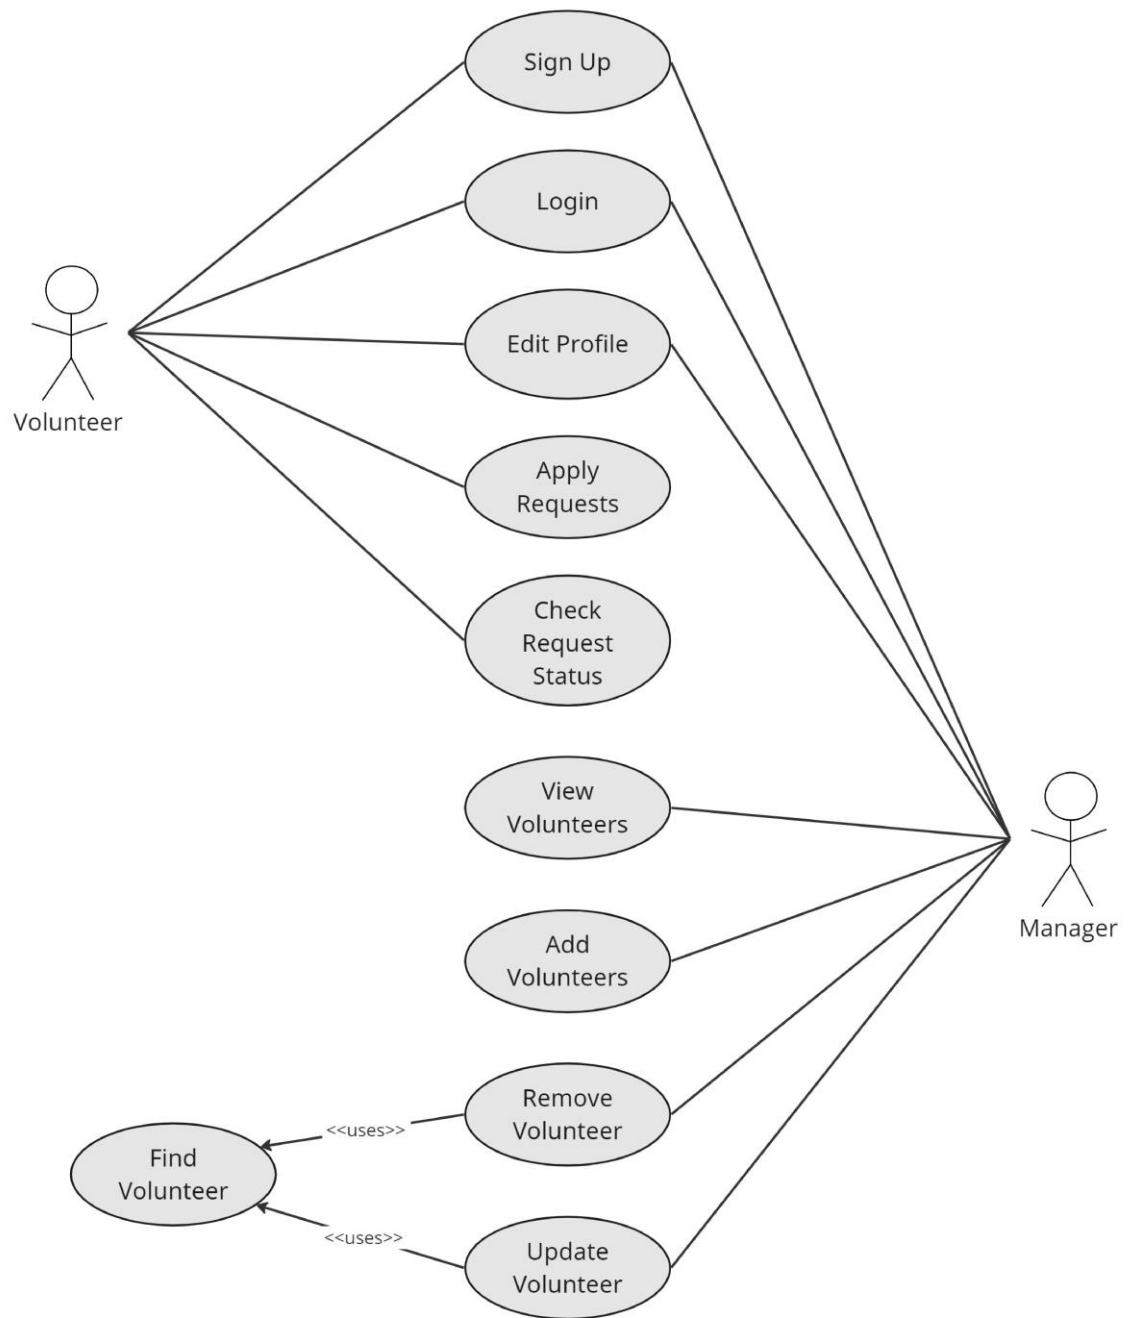 Sign Up
Login
Edit Profile
Volunteer
Apply
Requests
Check
Request
Status
View
Volunteers
Manager
Add
Volunteers
Remove
Volunteer
<<uses>>
Find
Volunteer
<<uses>>
Update
Volunteer